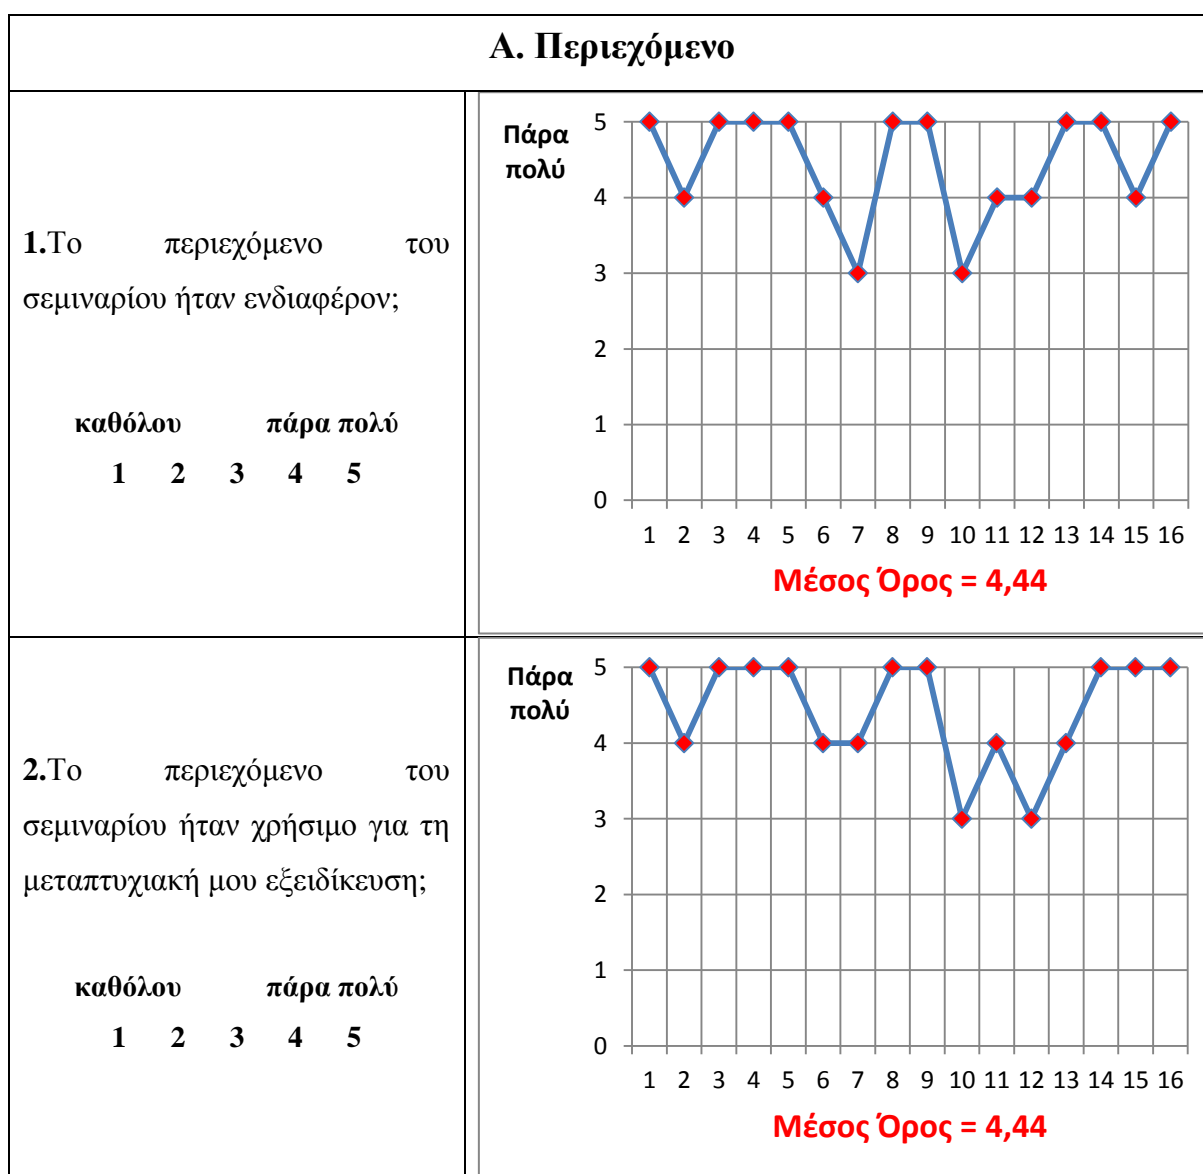 Α. Περιεχόμενο
1.Το περιεχόμενο του
σεμιναρίου ήταν ενδιαφέρον;
καθόλου πάρα πολύ
1 2 3 4 5
Πάρα
πολύ
5
4
3
2
1
0
1 2 3 4 5 6 7 8 9 10 11 12 13 14 15 16
Μέσος Όρος = 4,44
2.Το περιεχόμενο του
σεμιναρίου ήταν χρήσιμο για τη
μεταπτυχιακή μου εξειδίκευση;
καθόλου πάρα πολύ
1 2 3 4 5
Πάρα
πολύ
5
4
3
2
1
0
1 2 3 4 5 6 7 8 9 10 11 12 13 14 15 16
Μέσος Όρος = 4,44